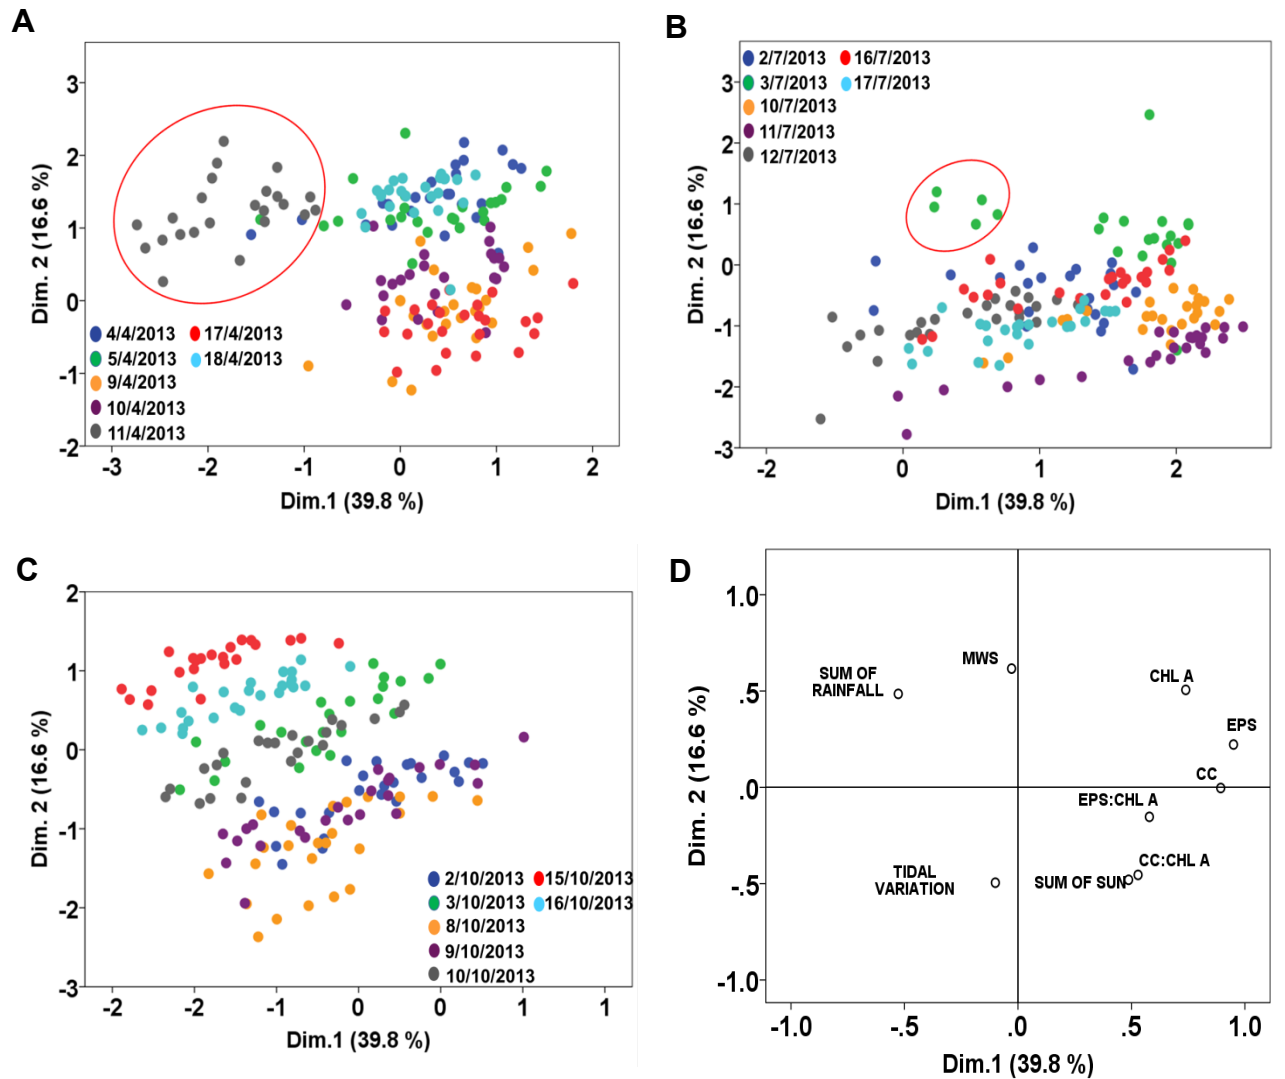 A
3
2
1
0
-1
-2
Dim. 2 (16.6 %)
4/4/2013
17/4/2013
5/4/2013
18/4/2013
9/4/2013
10/4/2013
11/4/2013
-3
-2
-1
0
1
2
Dim.1 (39.8 %)
B
2/7/2013
16/7/2013
3/7/2013
17/7/2013
10/7/2013
11/7/2013
12/7/2013
3
2
1
0
-1
-2
-3
Dim. 2 (16.6 %)
-2
0
1
2
Dim.1 (39.8 %)
C
2
1
0
-1
-2
-3
Dim. 2 (16.6 %)
2/10/2013
15/10/2013
3/10/2013
16/10/2013
8/10/2013
9/10/2013
10/10/2013
-2
-2
-1
0
0
1
1
Dim.1 (39.8 %)
D
1.0
.5
.0
-.5
-1.0
Dim. 2 (16.6 %)
MWS
SUM OF
RAINFALL
CHL A
EPS
CC
EPS:CHL A
CC:CHL A
SUM OF SUN
TIDAL
VARIATION
-1.0
-.5
.0
.5
1.0
Dim.1 (39.8 %)